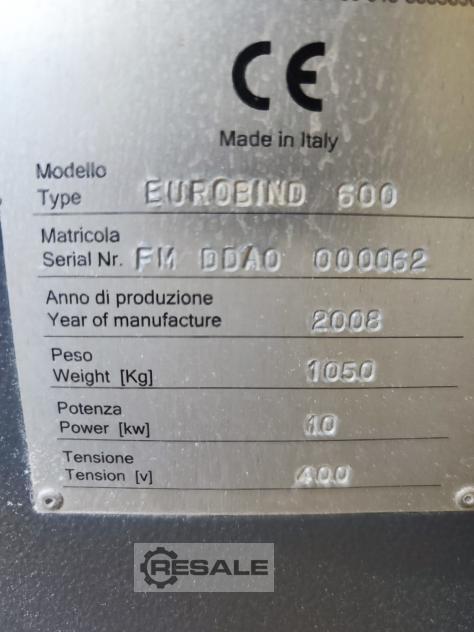 CE
Made in Italy
Modello
Type EUROBIND 600
Matricola
Serial Nr. FM DDA0 000062
Anno di produzione
Year of manufacture 2008
Peso
Weight [Kg] 1050
Potenza
Power [kw] 10
Tensione
Tension [v] 400
RESALE